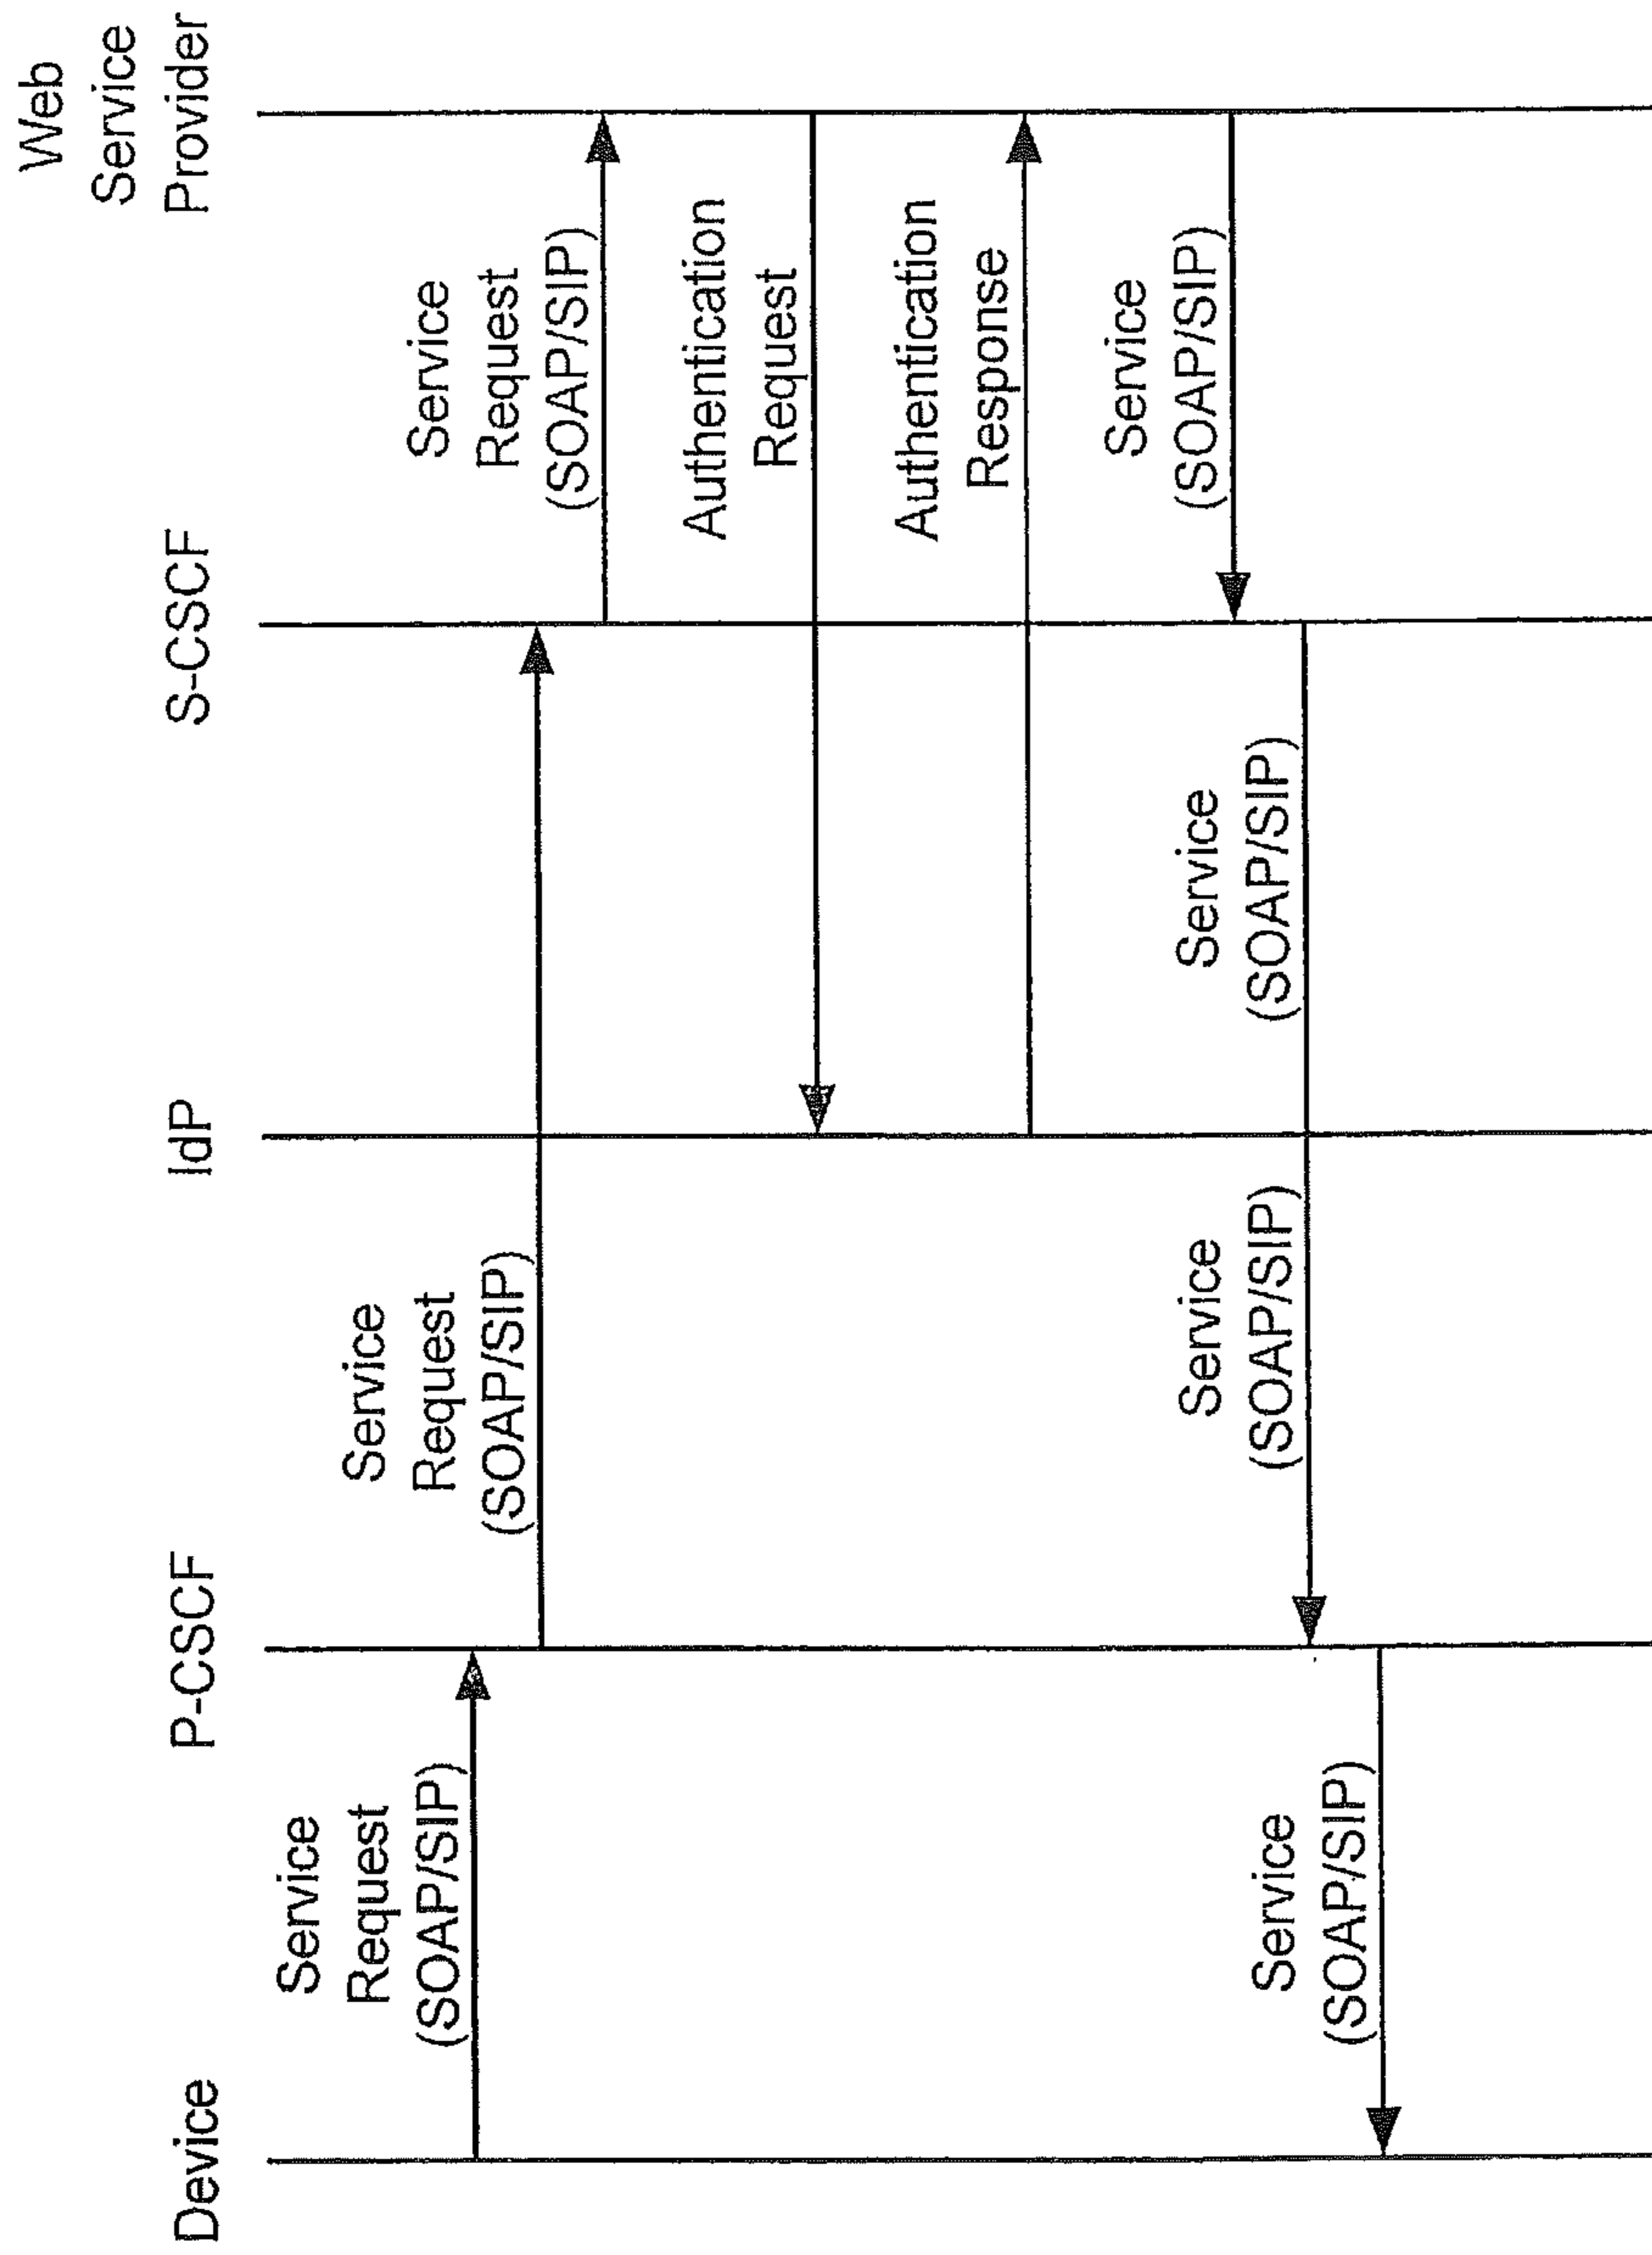 Device
P-CSCF
IdP
S-CSCF
Web
Service
Provider
Service
Request
(SOAP/SIP)
Service
Request
(SOAP/SIP)
Service
Request
(SOAP/SIP)
Authentication
Request
Authentication
Response
Service
(SOAP/SIP)
Service
(SOAP/SIP)
Service
(SOAP/SIP)
Service
(SOAP/SIP)